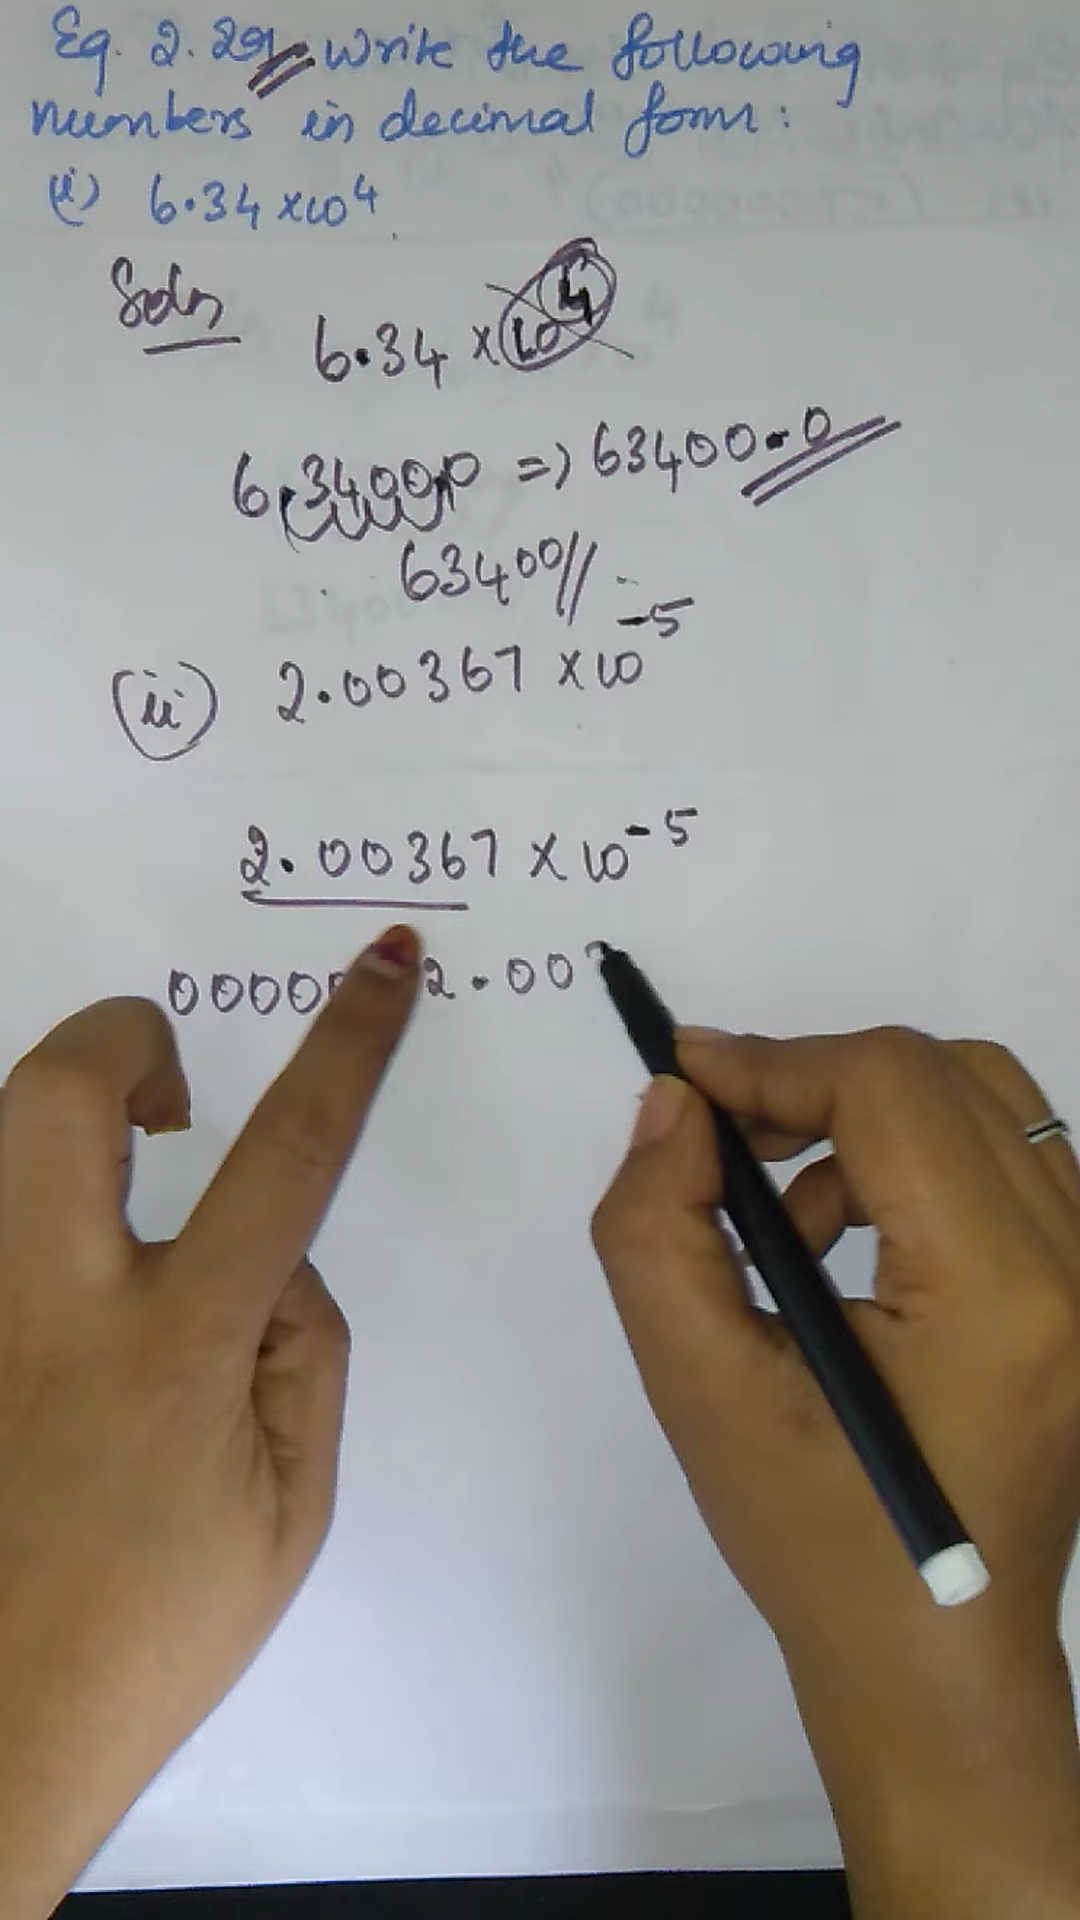 Eg. 2.29 Write the following
numbers in decimal form:
(i) 6.34 ×10⁴
Soln
6.34 ×10⁴
6.34000 => 63400.0
63400//
(ii) 2.00367 ×10⁻⁵
2.00367 ×10⁻⁵
0000 2.00